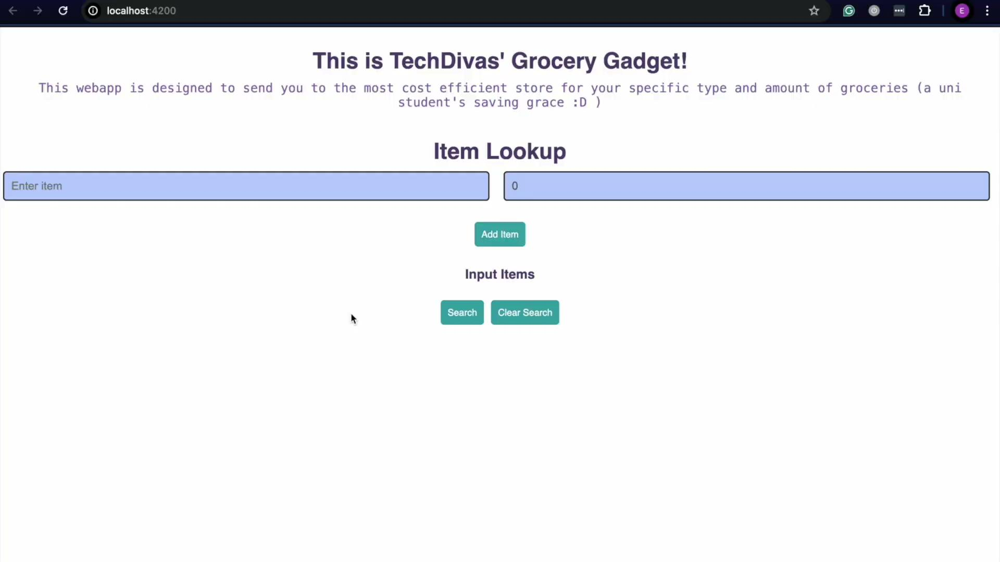 localhost:4200
E
This is TechDivas' Grocery Gadget!
This webapp is designed to send you to the most cost efficient store for your specific type and amount of groceries (a uni
student's saving grace :D )
Item Lookup
Enter item
0
Add Item
Input Items
Search
Clear Search